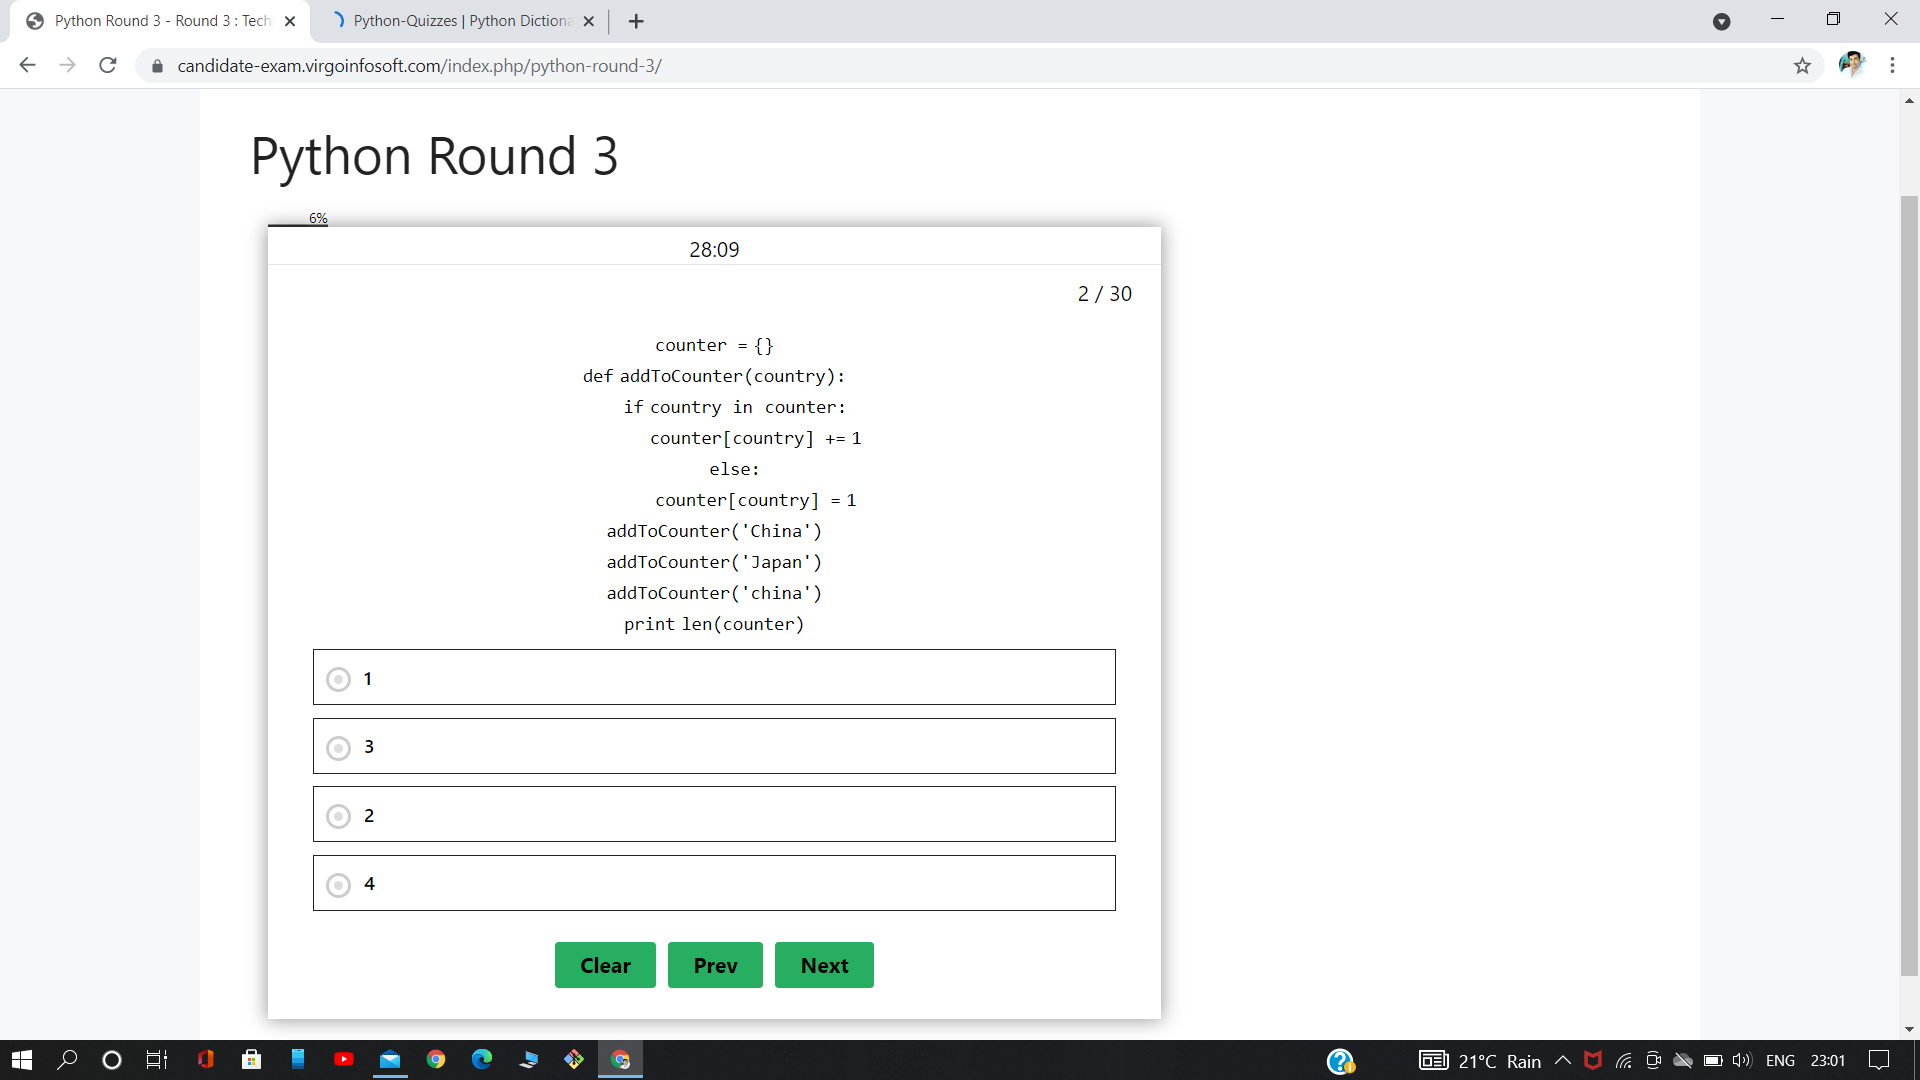 Python Round 3 - Round 3 : Tech
Python-Quizzes | Python Dictiona
candidate-exam.virgoinfosoft.com/index.php/python-round-3/
Python Round 3
6%
28:09
2 / 30
counter = {}
def addToCounter(country):
if country in counter:
counter[country] += 1
else:
counter[country] = 1
addToCounter('China')
addToCounter('Japan')
addToCounter('china')
print len(counter)
1
3
2
4
Clear Prev Next
21°C Rain ENG 23:01